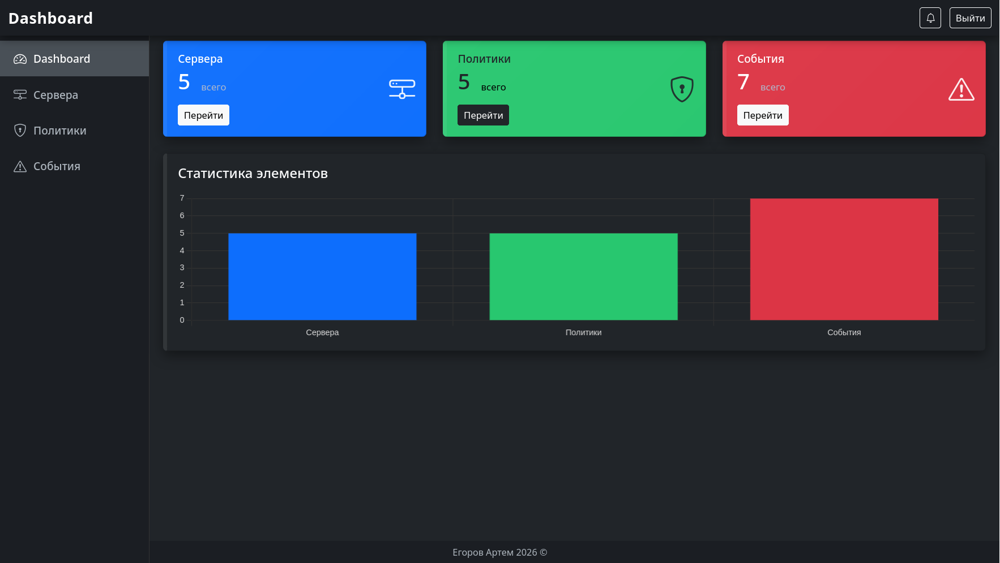 Dashboard
Выйти
Dashboard
Сервера
Политики
События
Сервера
5 всего
Перейти
Политики
5 всего
Перейти
События
7 всего
Перейти
Статистика элементов
7
6
5
4
3
2
1
0
Сервера Политики События
Егоров Артем 2026 ©